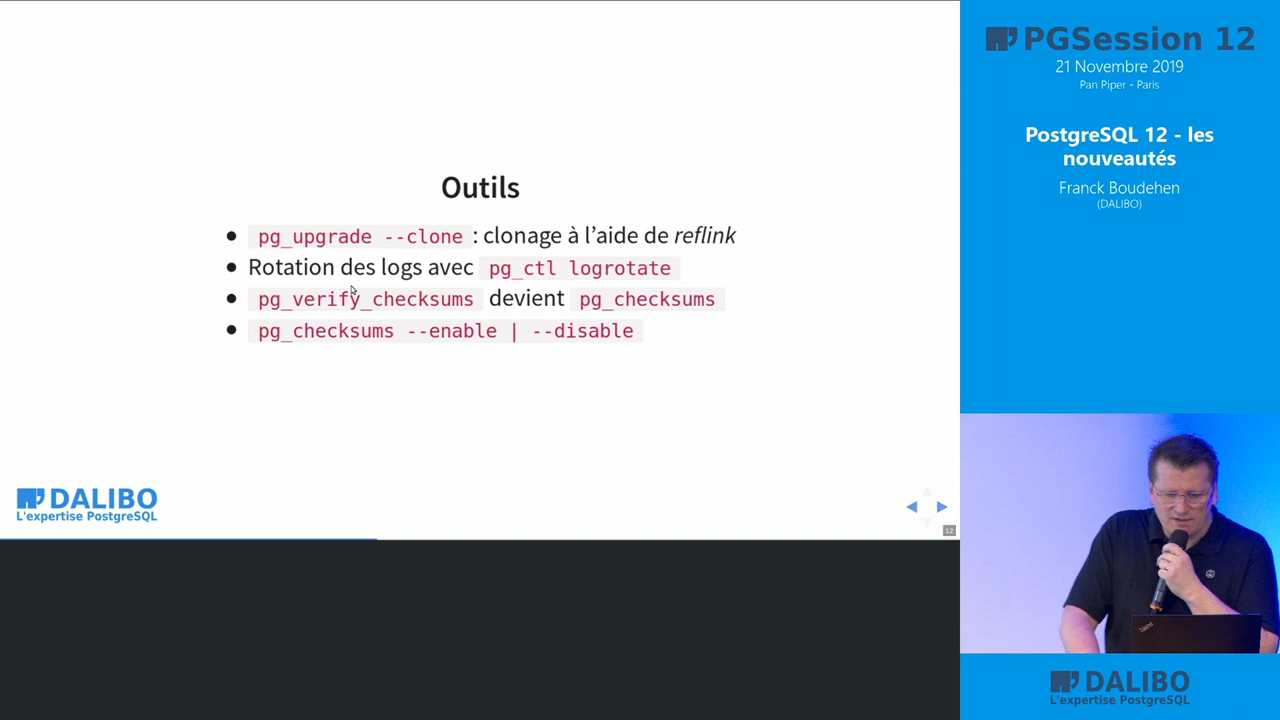 Outils
pg_upgrade --clone : clonage à l’aide de reflink
Rotation des logs avec pg_ctl logrotate
pg_verify_checksums devient pg_checksums
pg_checksums --enable | --disable
DALIBO
L'expertise PostgreSQL
12
PGSession 12
21 Novembre 2019
Pan Piper - Paris
PostgreSQL 12 - les
nouveautés
Franck Boudehen
(DALIBO)
ThinkPad
DALIBO
L'expertise PostgreSQL